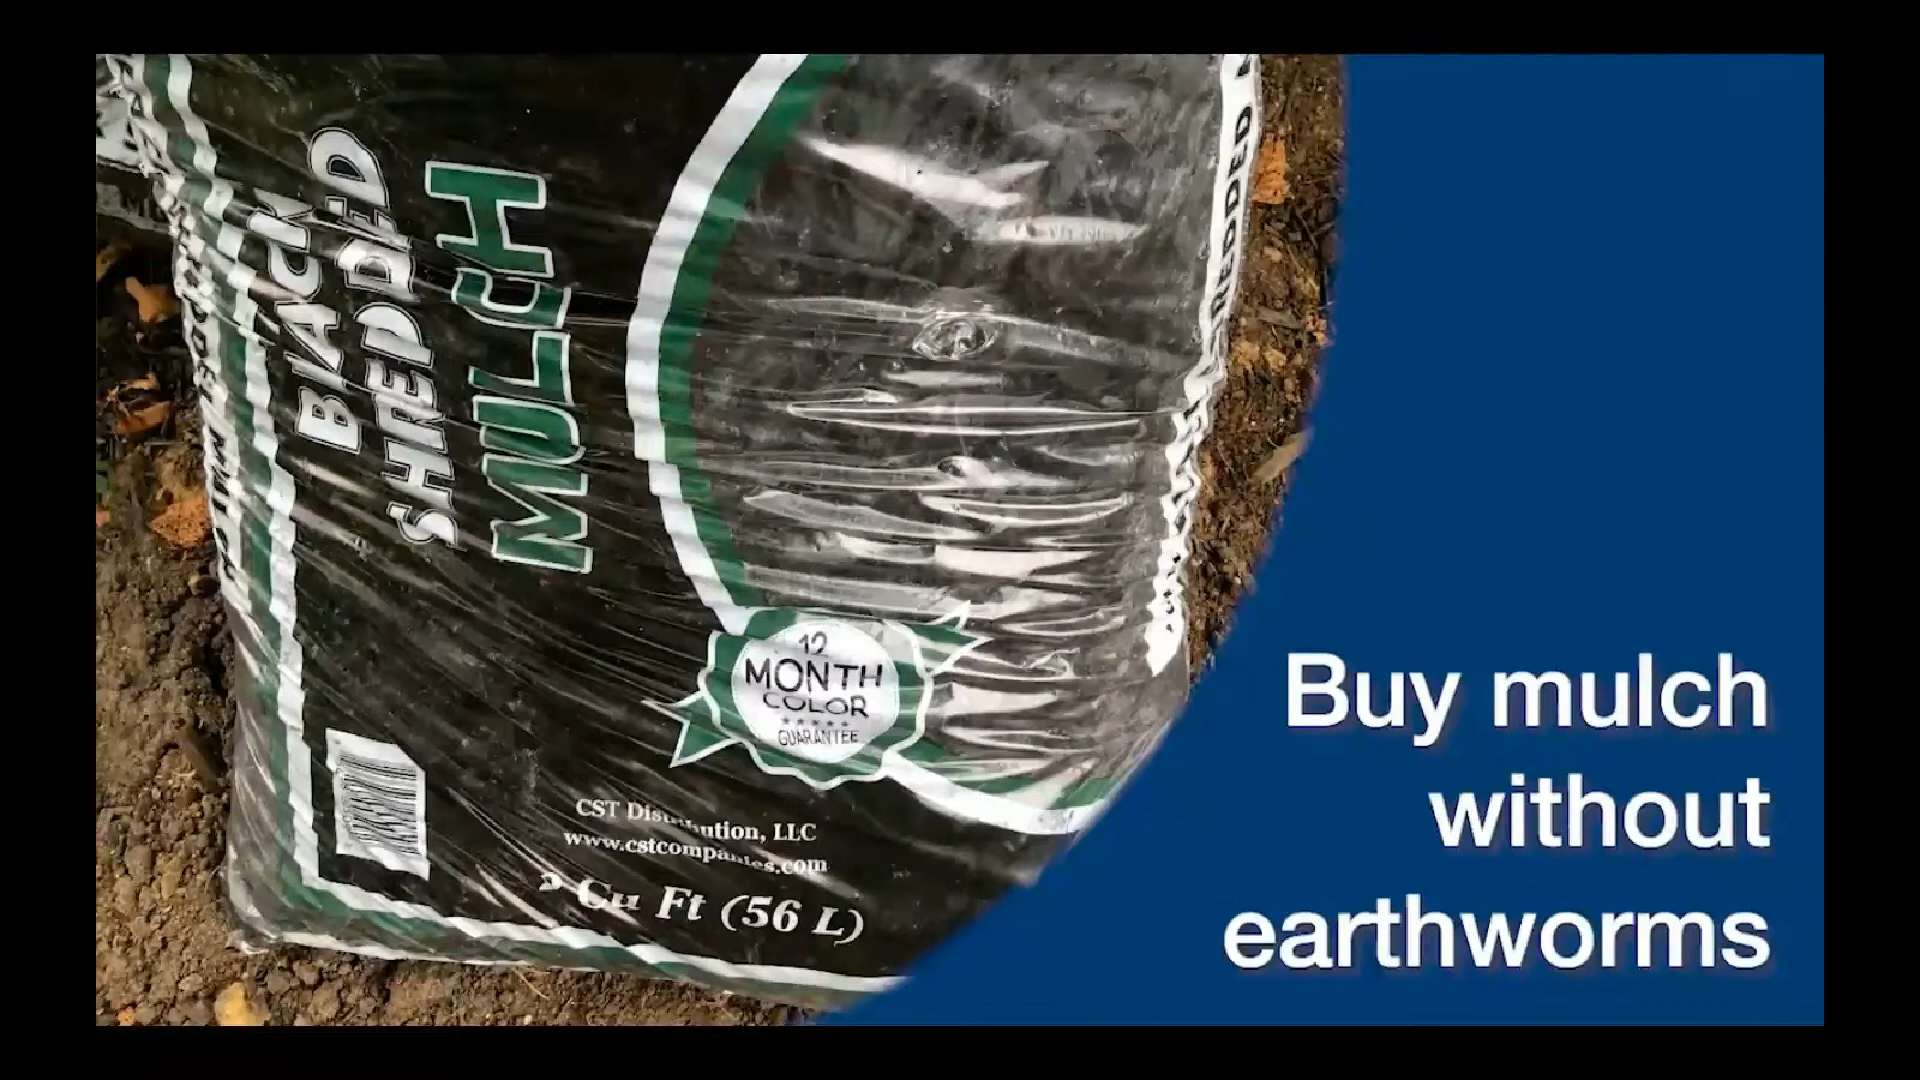 BLACK
SHREDDED
MULCH
12
MONTH
COLOR
GUARANTEE
CST Distribution, LLC
www.cstcompanies.com
2 Cu Ft (56 L)
Buy mulch
without
earthworms